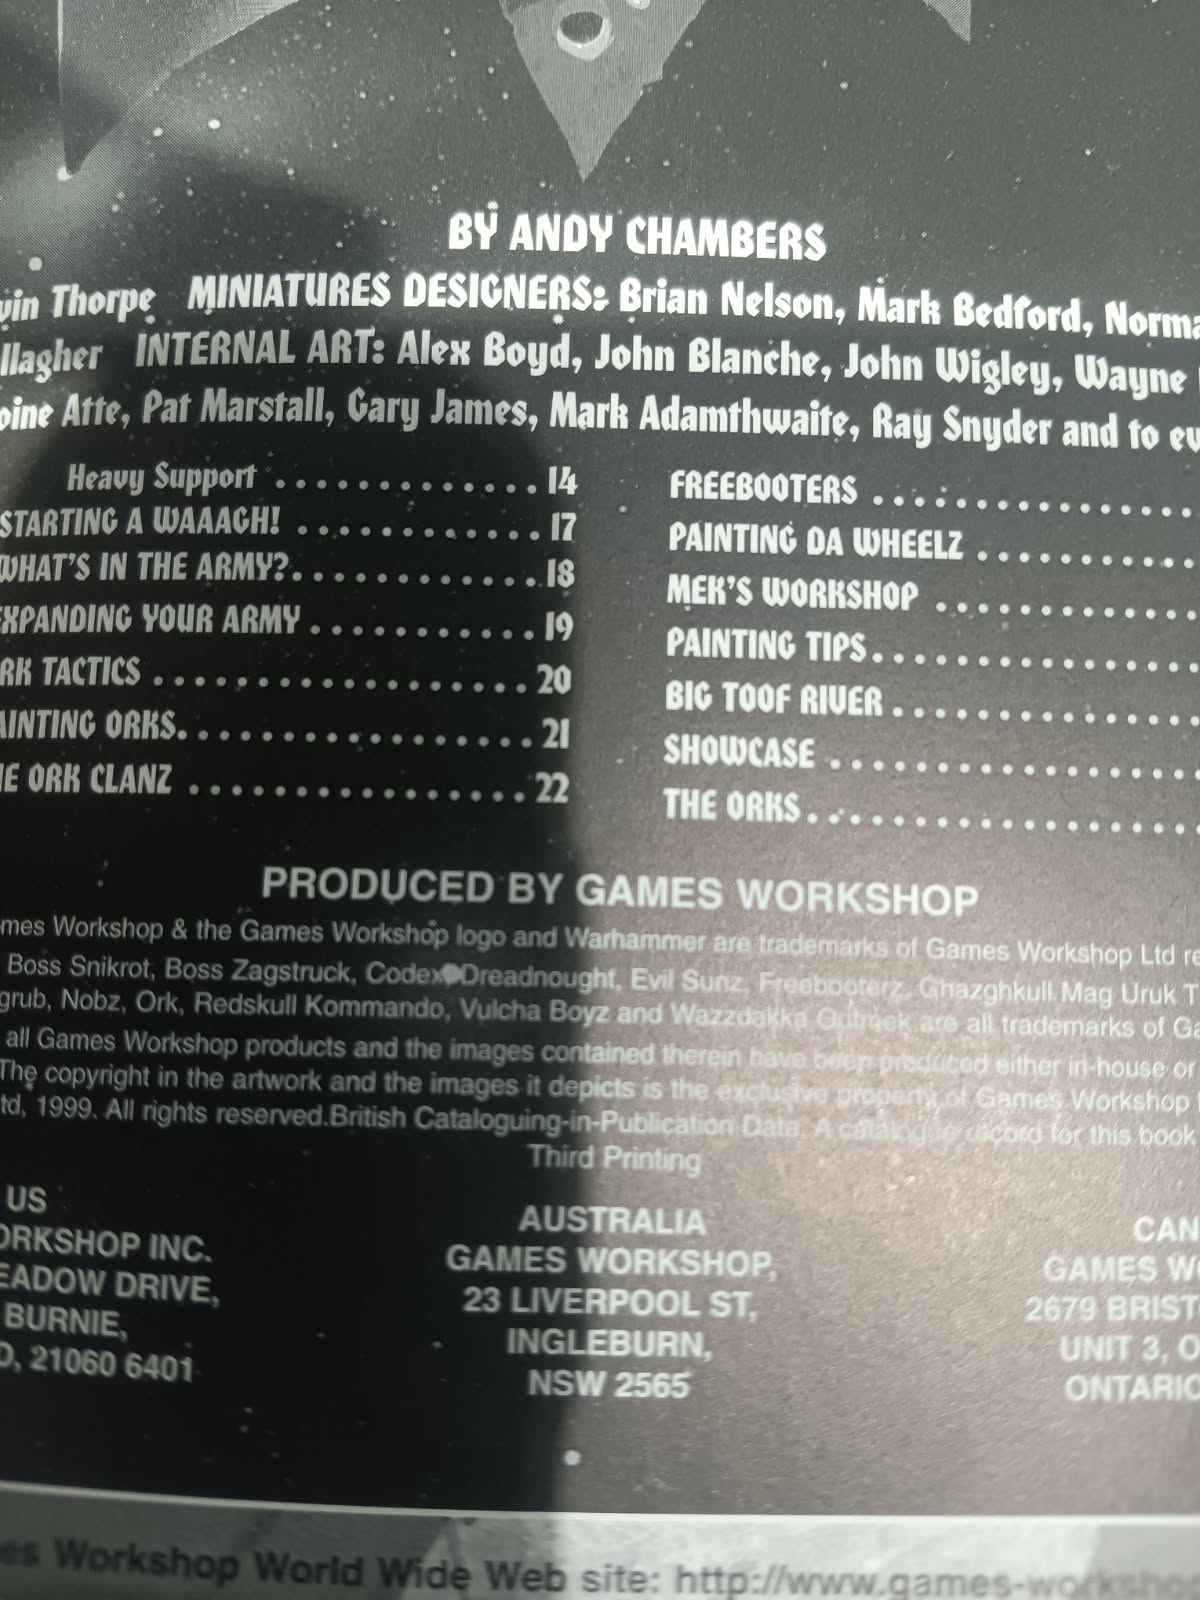 BY ANDY CHAMBERS
vin Thorpe MINIATURES DESIGNERS: Brian Nelson, Mark Bedford, Norma
llagher INTERNAL ART: Alex Boyd, John Blanche, John Wigley, Wayne
oine Atte, Pat Marstall, Gary James, Mark Adamthwaite, Ray Snyder and to ev
Heavy Support . . . . . . . . . . . . . 14
STARTING A WAAAGH! . . . . . . . . . . . . 17
WHAT'S IN THE ARMY?. . . . . . . . . . . . 18
EXPANDING YOUR ARMY . . . . . . . . . . . 19
RK TACTICS . . . . . . . . . . . . . . . . . . 20
AINTING ORKS. . . . . . . . . . . . . . . . . 21
E ORK CLANZ . . . . . . . . . . . . . . . . 22
FREEBOOTERS . . . . . . . . . . . . . . .
PAINTING DA WHEELZ . . . . . . . . . .
MEK'S WORKSHOP . . . . . . . . . . . .
PAINTING TIPS. . . . . . . . . . . . . . .
BIG TOOF RIVER . . . . . . . . . . . . . .
SHOWCASE . . . . . . . . . . . . . . . . .
THE ORKS. . . . . . . . . . . . . . . . . .
PRODUCED BY GAMES WORKSHOP
mes Workshop & the Games Workshop logo and Warhammer are trademarks of Games Workshop Ltd re
Boss Snikrot, Boss Zagstruck, Codex Dreadnought, Evil Sunz, Freebooterz, Ghazghkull Mag Uruk T
grub, Nobz, Ork, Redskull Kommando, Vulcha Boyz and Wazzdakka Gutmek are all trademarks of Ga
all Games Workshop products and the images contained therein have been produced either in-house or
The copyright in the artwork and the images it depicts is the exclusive property of Games Workshop
td, 1999. All rights reserved.British Cataloguing-in-Publication Data. A catalogue record for this book
Third Printing
US
ORKSHOP INC.
EADOW DRIVE,
BURNIE,
D, 21060 6401
AUSTRALIA
GAMES WORKSHOP,
23 LIVERPOOL ST,
INGLEBURN,
NSW 2565
CAN
GAMES WO
2679 BRIST
UNIT 3, O
ONTARIO
es Workshop World Wide Web site: http://www.games-workshop